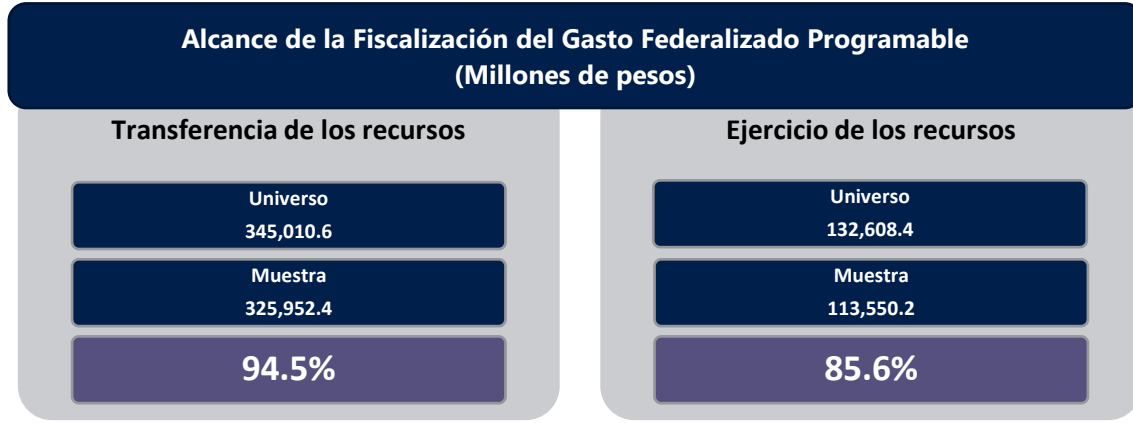 Alcance de la Fiscalización del Gasto Federalizado Programable
(Millones de pesos)
Transferencia de los recursos
Universo
345,010.6
Muestra
325,952.4
94.5%
Ejercicio de los recursos
Universo
132,608.4
Muestra
113,550.2
85.6%